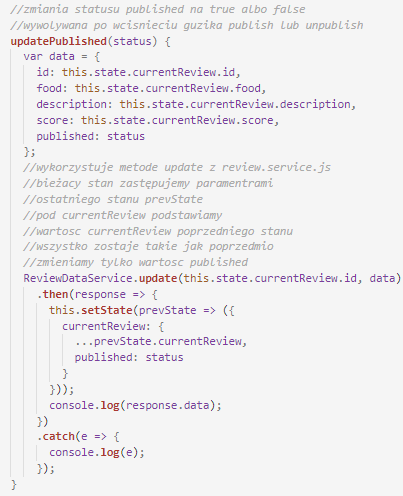 //zmiania statusu published na true albo false
//wywolywana po wcisnieciu guzika publish lub unpublish
updatePublished(status) {
var data = {
id: this.state.currentReview.id,
food: this.state.currentReview.food,
description: this.state.currentReview.description,
score: this.state.currentReview.score,
published: status
};
//wykorzystuje metode update z review.service.js
//bieżacy stan zastępujemy paramentrami
//ostatniego stanu prevState
//pod currentReview podstawiamy
//wartosc currentReview poprzedniego stanu
//wszystko zostaje takie jak poprzedmio
//zmieniamy tylko wartosc published
ReviewDataService.update(this.state.currentReview.id, data)
.then(response => {
this.setState(prevState => ({
currentReview: {
...prevState.currentReview,
published: status
}
}));
console.log(response.data);
})
.catch(e => {
console.log(e);
});
}